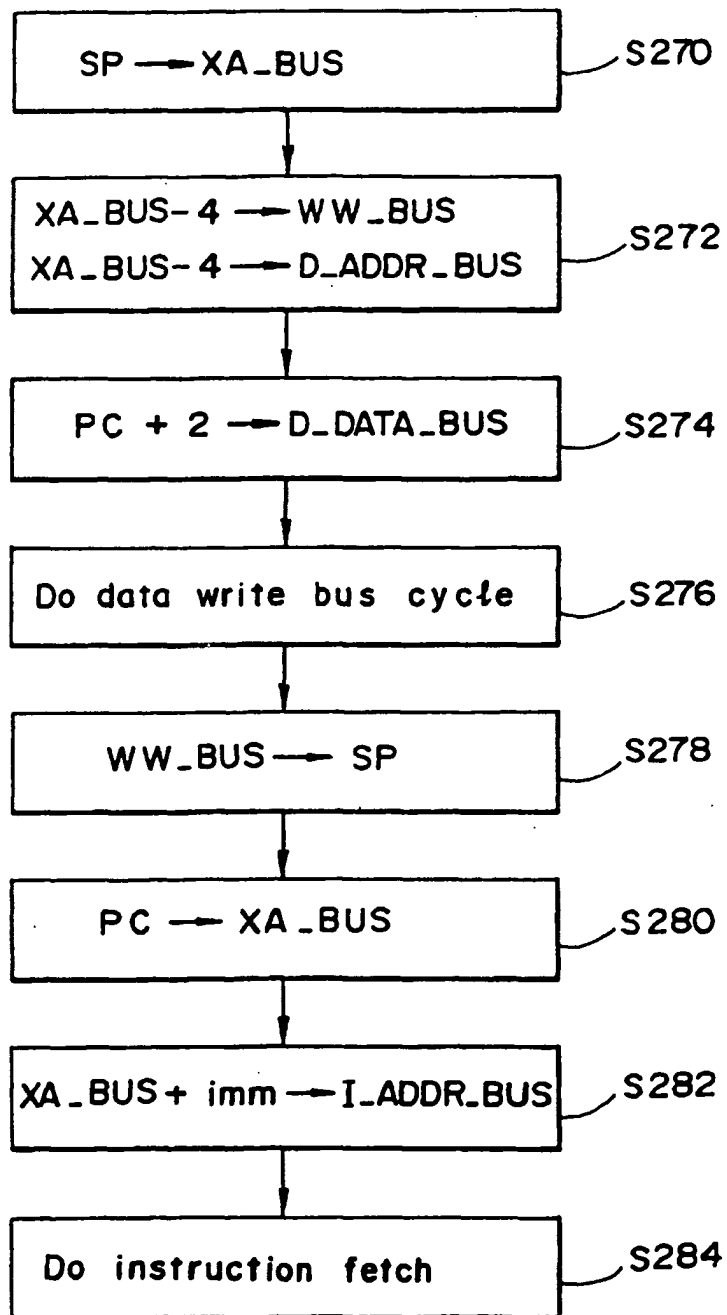 SP → XA_BUS
S270
XA_BUS-4 → WW_BUS
XA_BUS-4 → D_ADDR_BUS
S272
PC + 2 → D_DATA_BUS
S274
Do data write bus cycle
S276
WW_BUS → SP
S278
PC → XA_BUS
S280
XA_BUS + imm → I_ADDR_BUS
S282
Do instruction fetch
S284